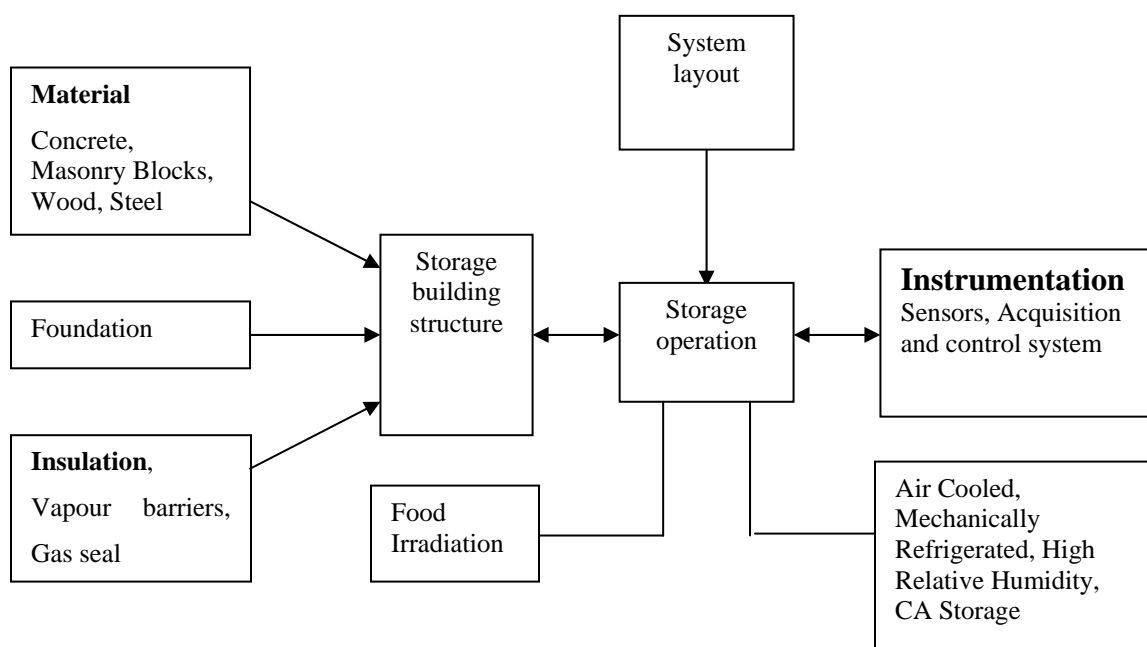 System
layout
Material
Concrete,
Masonry Blocks,
Wood, Steel
Storage
building
structure
Foundation
Storage
operation
Instrumentation
Sensors, Acquisition
and control system
Insulation,
Vapour barriers,
Gas seal
Food
Irradiation
Air Cooled,
Mechanically
Refrigerated, High
Relative Humidity,
CA Storage